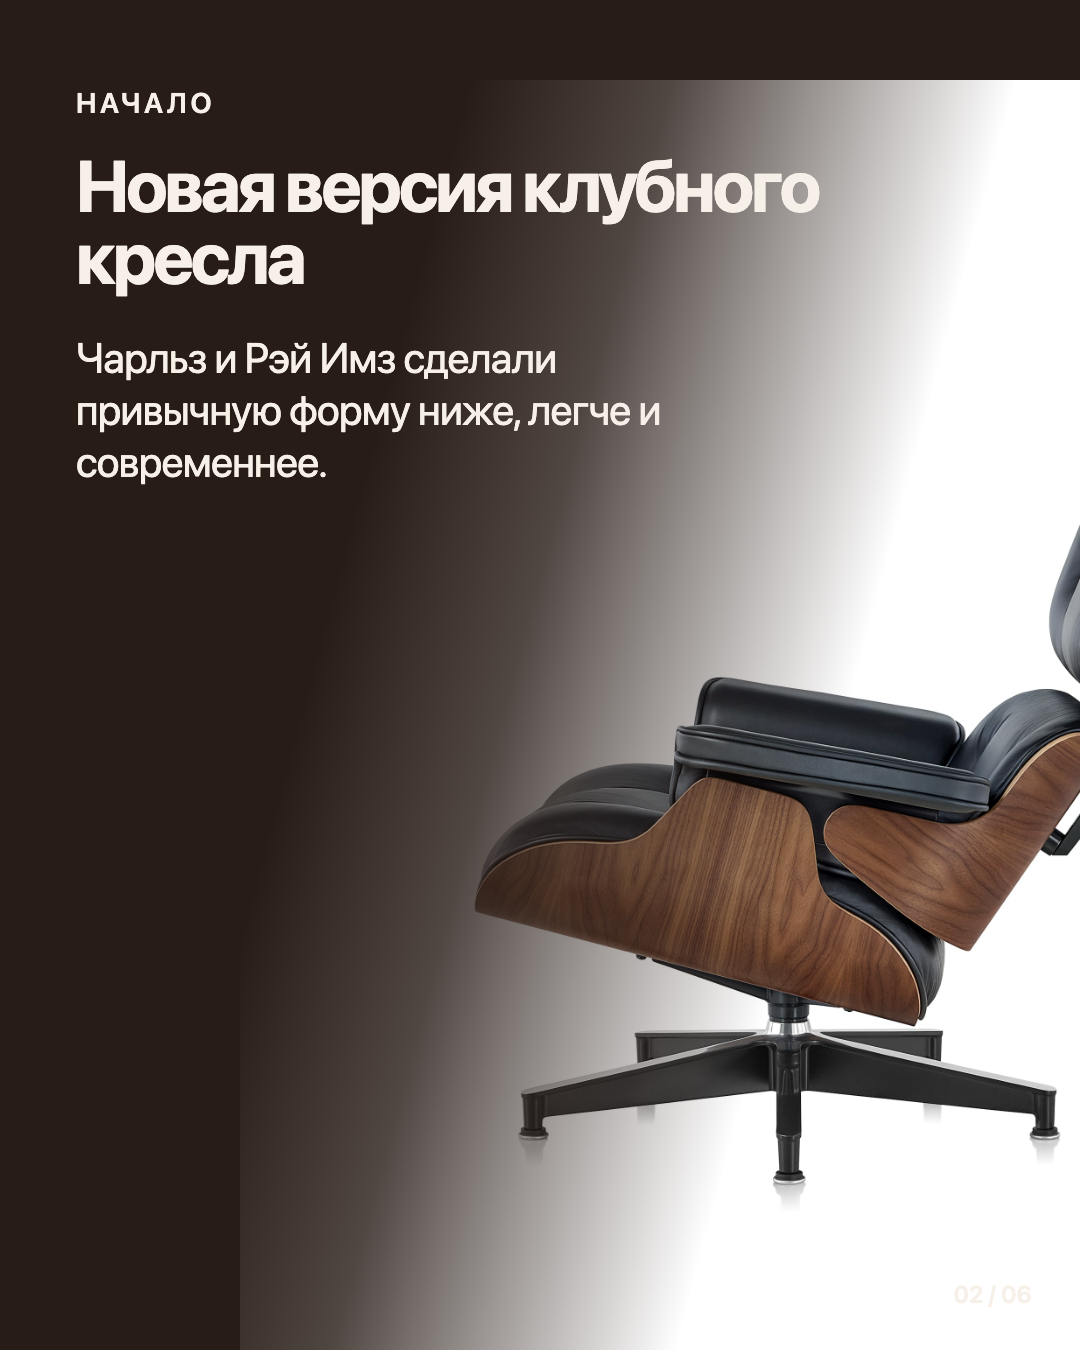 НАЧАЛО
Новая версия клубного
кресла
Чарльз и Рэй Имз сделали
привычную форму ниже, легче и
современнее.
02 / 06